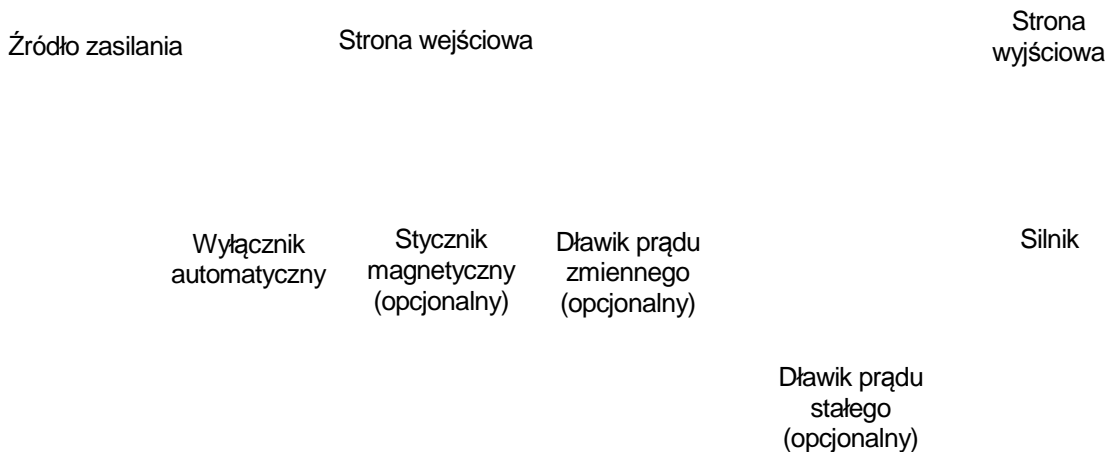 Źródło zasilania
Strona wejściowa
Strona
wyjściowa
Wyłącznik
automatyczny
Stycznik
magnetyczny
(opcjonalny)
Dławik prądu
zmiennego
(opcjonalny)
Silnik
Dławik prądu
stałego
(opcjonalny)